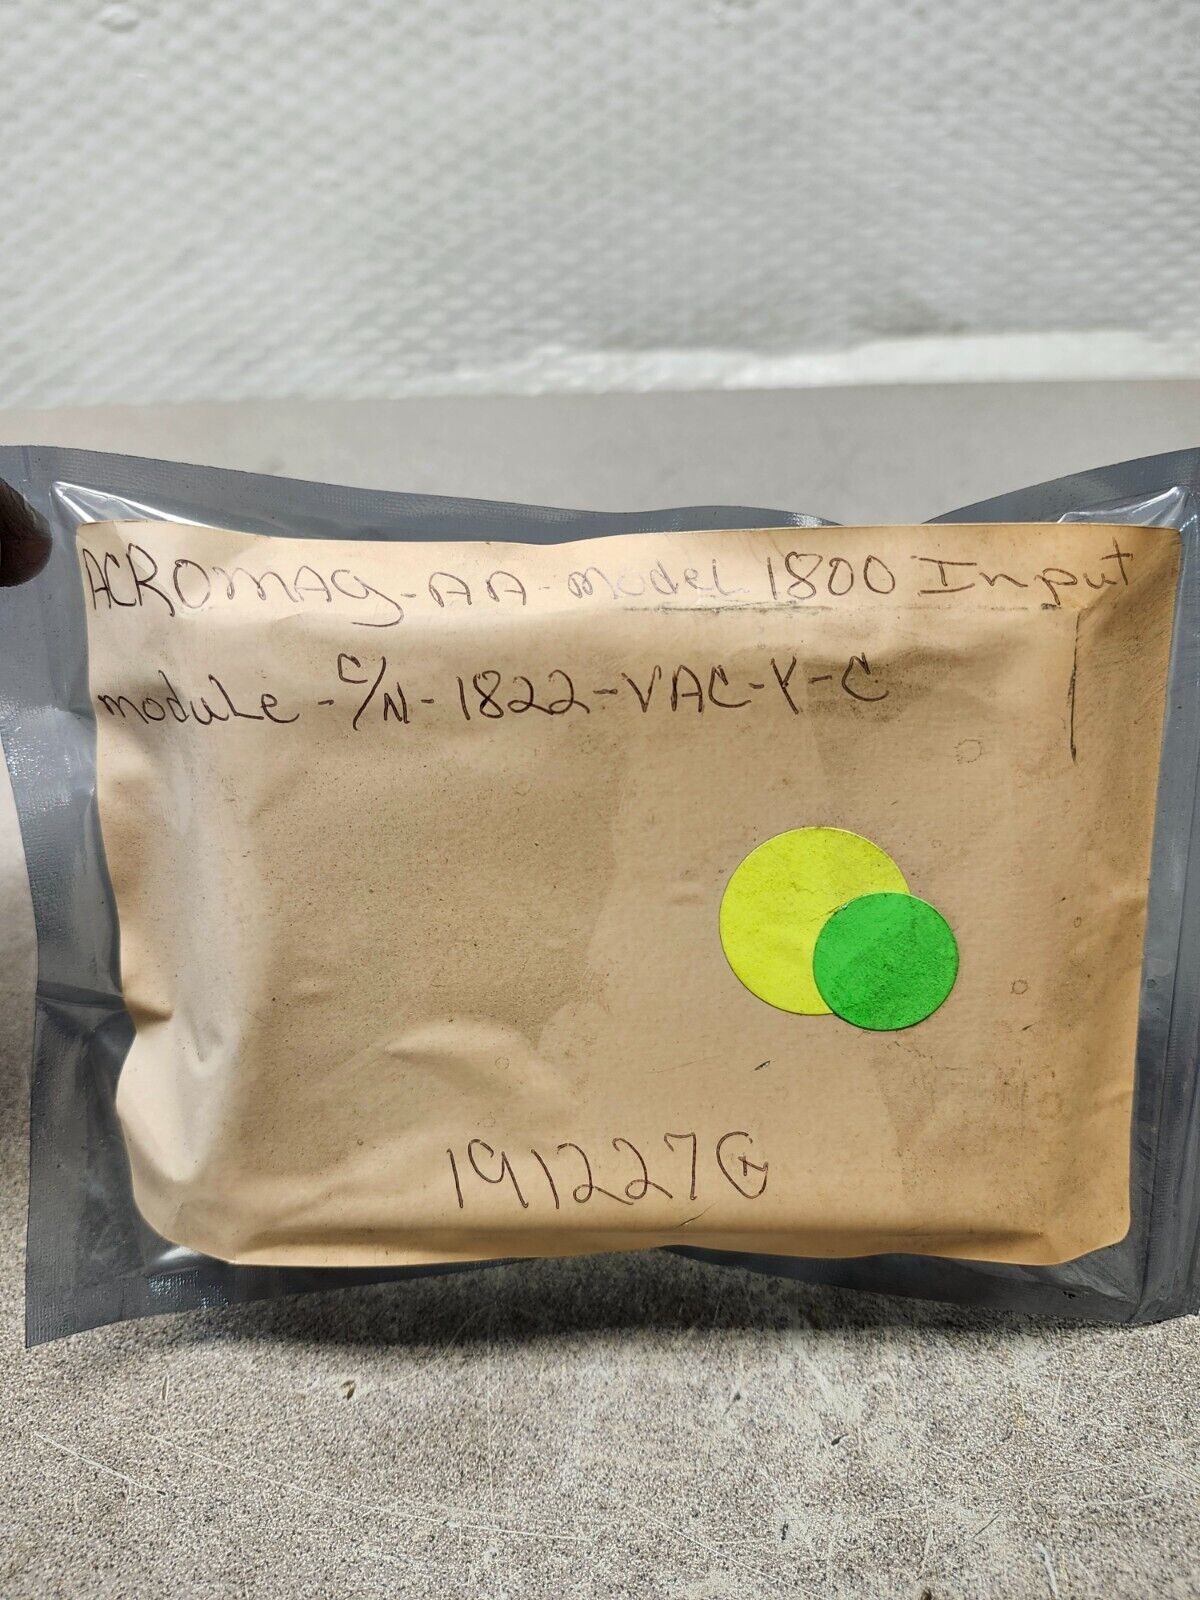 ACROMAG-AA-Model 1800 Input
moduLe-C/N-1822-VAC-Y-C
191227G